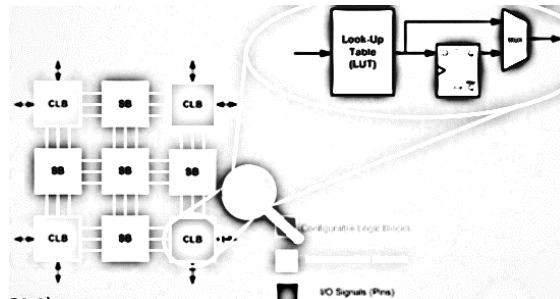 Look-Up
Table
(LUT)
MUX
CLB
SB
CLB
SB
SB
SB
CLB
SB
CLB
Configurable Logic Blocks
I/O Signals (Pins)